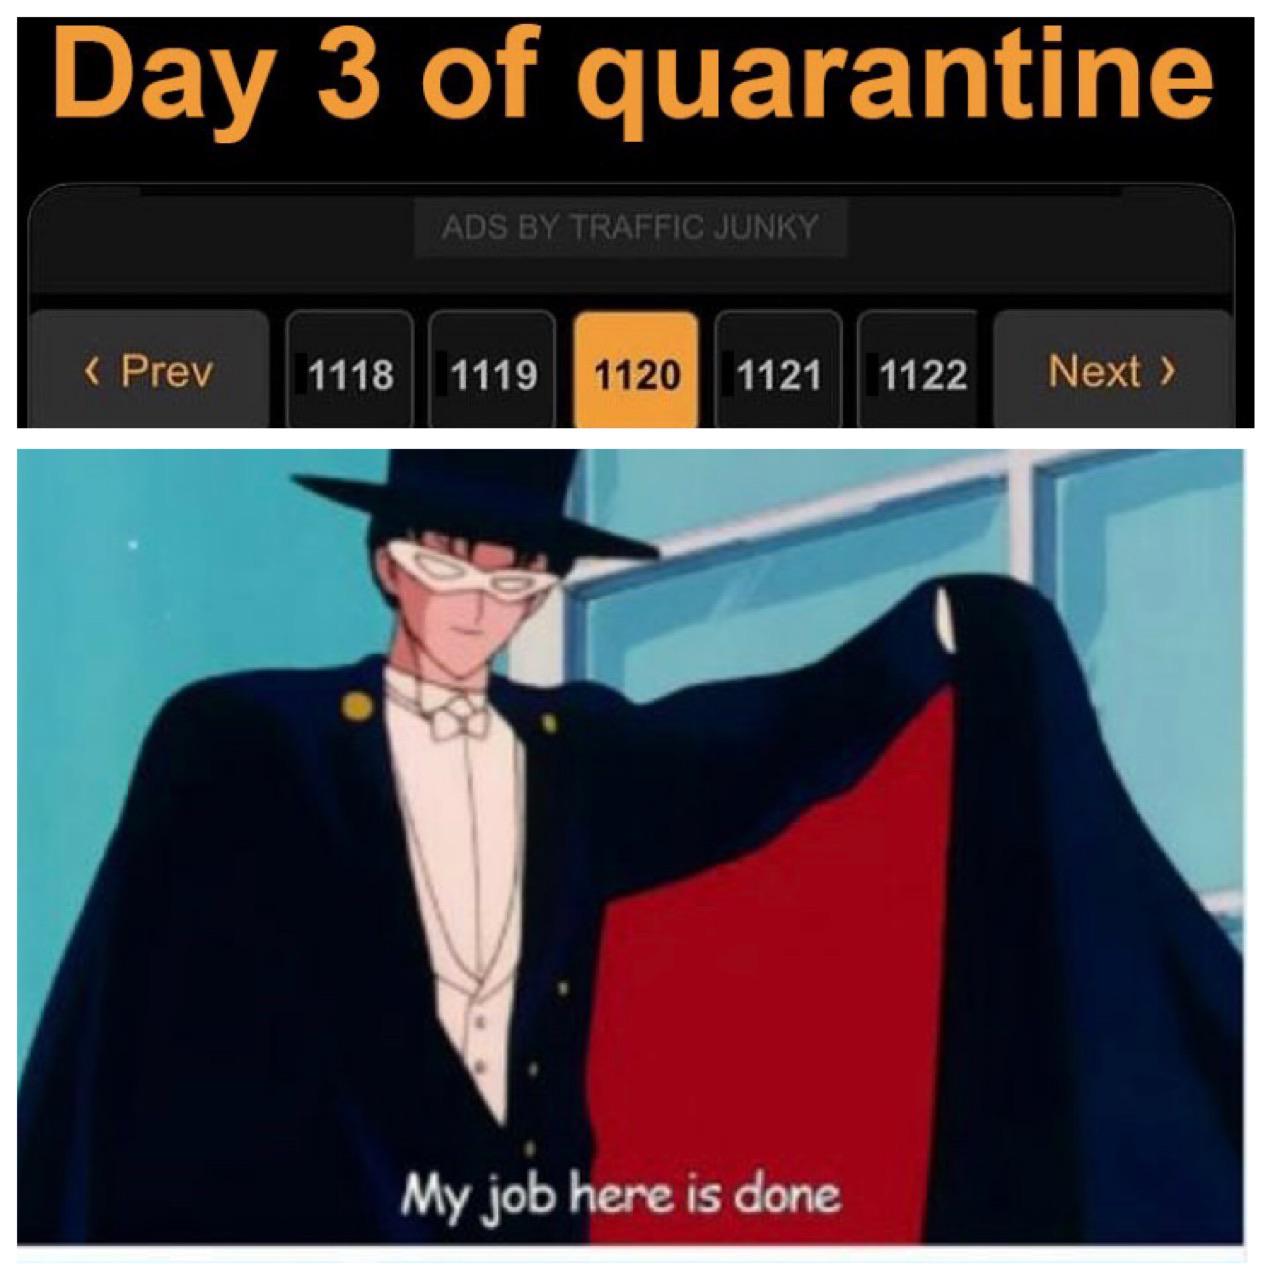 Day 3 of quarantine
ADS BY TRAFFIC JUNKY
‹ Prev 1118 1119 1120 1121 1122 Next ›
My job here is done